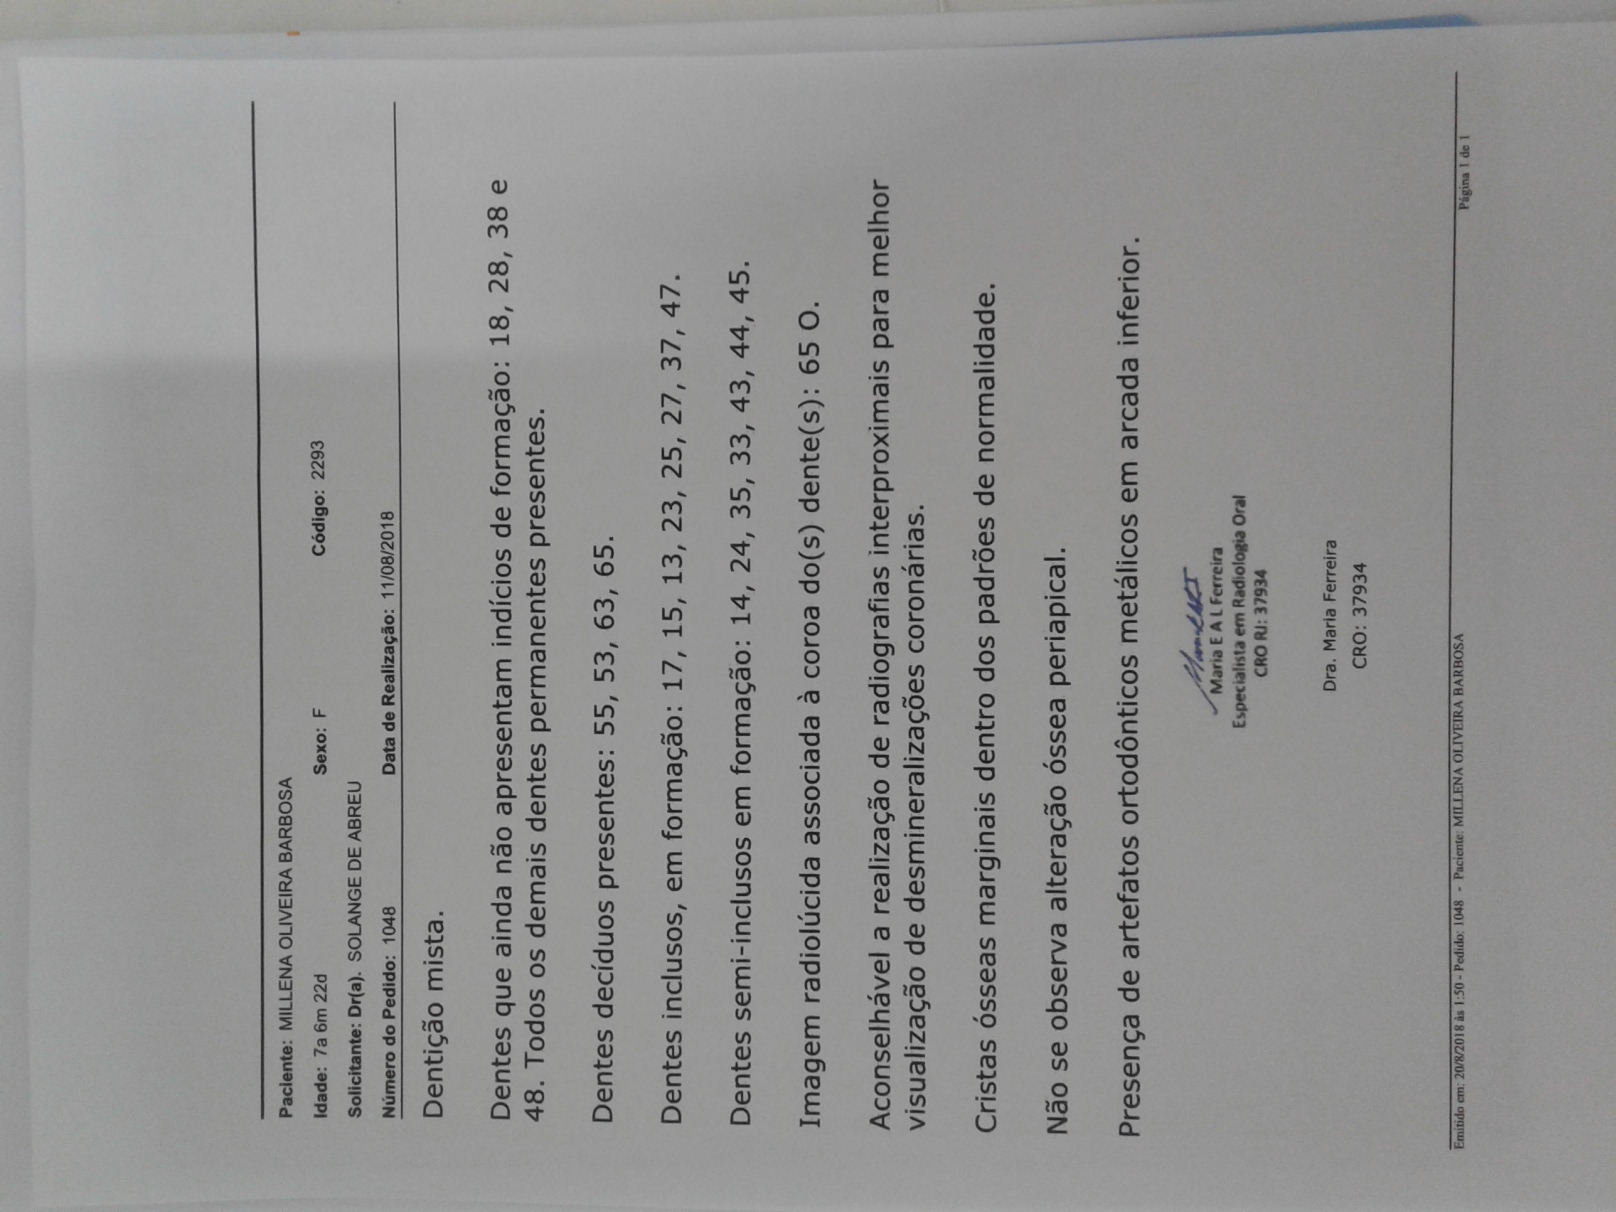 Paciente: MILLENA OLIVEIRA BARBOSA
Idade: 7a 6m 22d Sexo: F Código: 2293
Solicitante: Dr(a). SOLANGE DE ABREU
Número do Pedido: 1048 Data de Realização: 11/08/2018
Dentição mista.
Dentes que ainda não apresentam indícios de formação: 18, 28, 38 e
48. Todos os demais dentes permanentes presentes.
Dentes decíduos presentes: 55, 53, 63, 65.
Dentes inclusos, em formação: 17, 15, 13, 23, 25, 27, 37, 47.
Dentes semi-inclusos em formação: 14, 24, 35, 33, 43, 44, 45.
Imagem radiolúcida associada à coroa do(s) dente(s): 65 O.
Aconselhável a realização de radiografias interproximais para melhor
visualização de desmineralizações coronárias.
Cristas ósseas marginais dentro dos padrões de normalidade.
Não se observa alteração óssea periapical.
Presença de artefatos ortodônticos metálicos em arcada inferior.
Maria E A L Ferreira
Especialista em Radiologia Oral
CRO RJ: 37934
Dra. Maria Ferreira
CRO: 37934
Emitido em: 20/8/2018 às 1:50 - Pedido: 1048 - Paciente: MILLENA OLIVEIRA BARBOSA Página 1 de 1